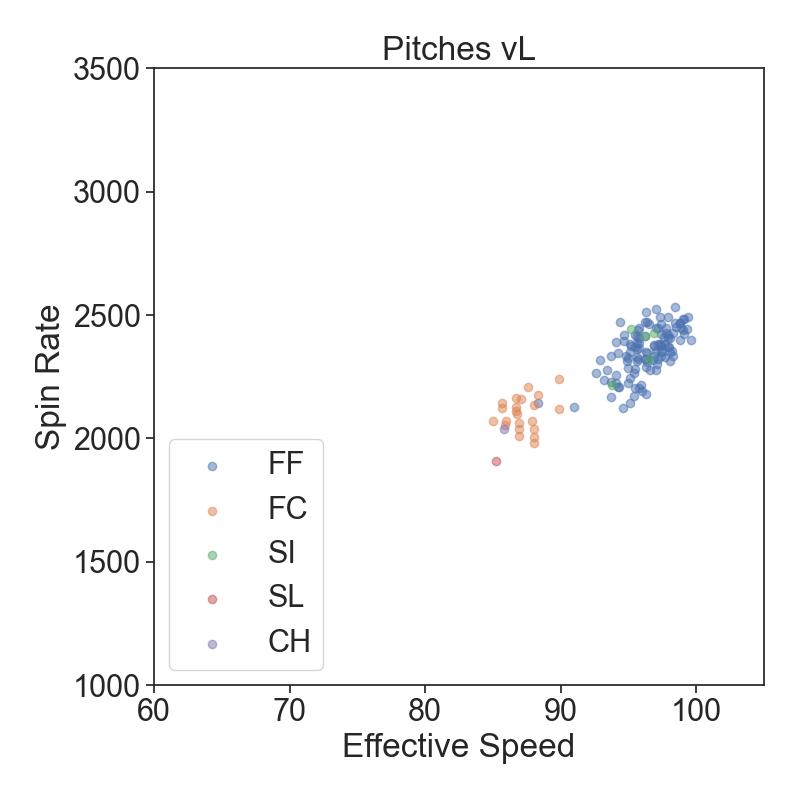 Pitches vL
3500
3000
2500
2000
1500
1000
Spin Rate
FF
FC
SI
SL
CH
60 70 80 90 100
Effective Speed